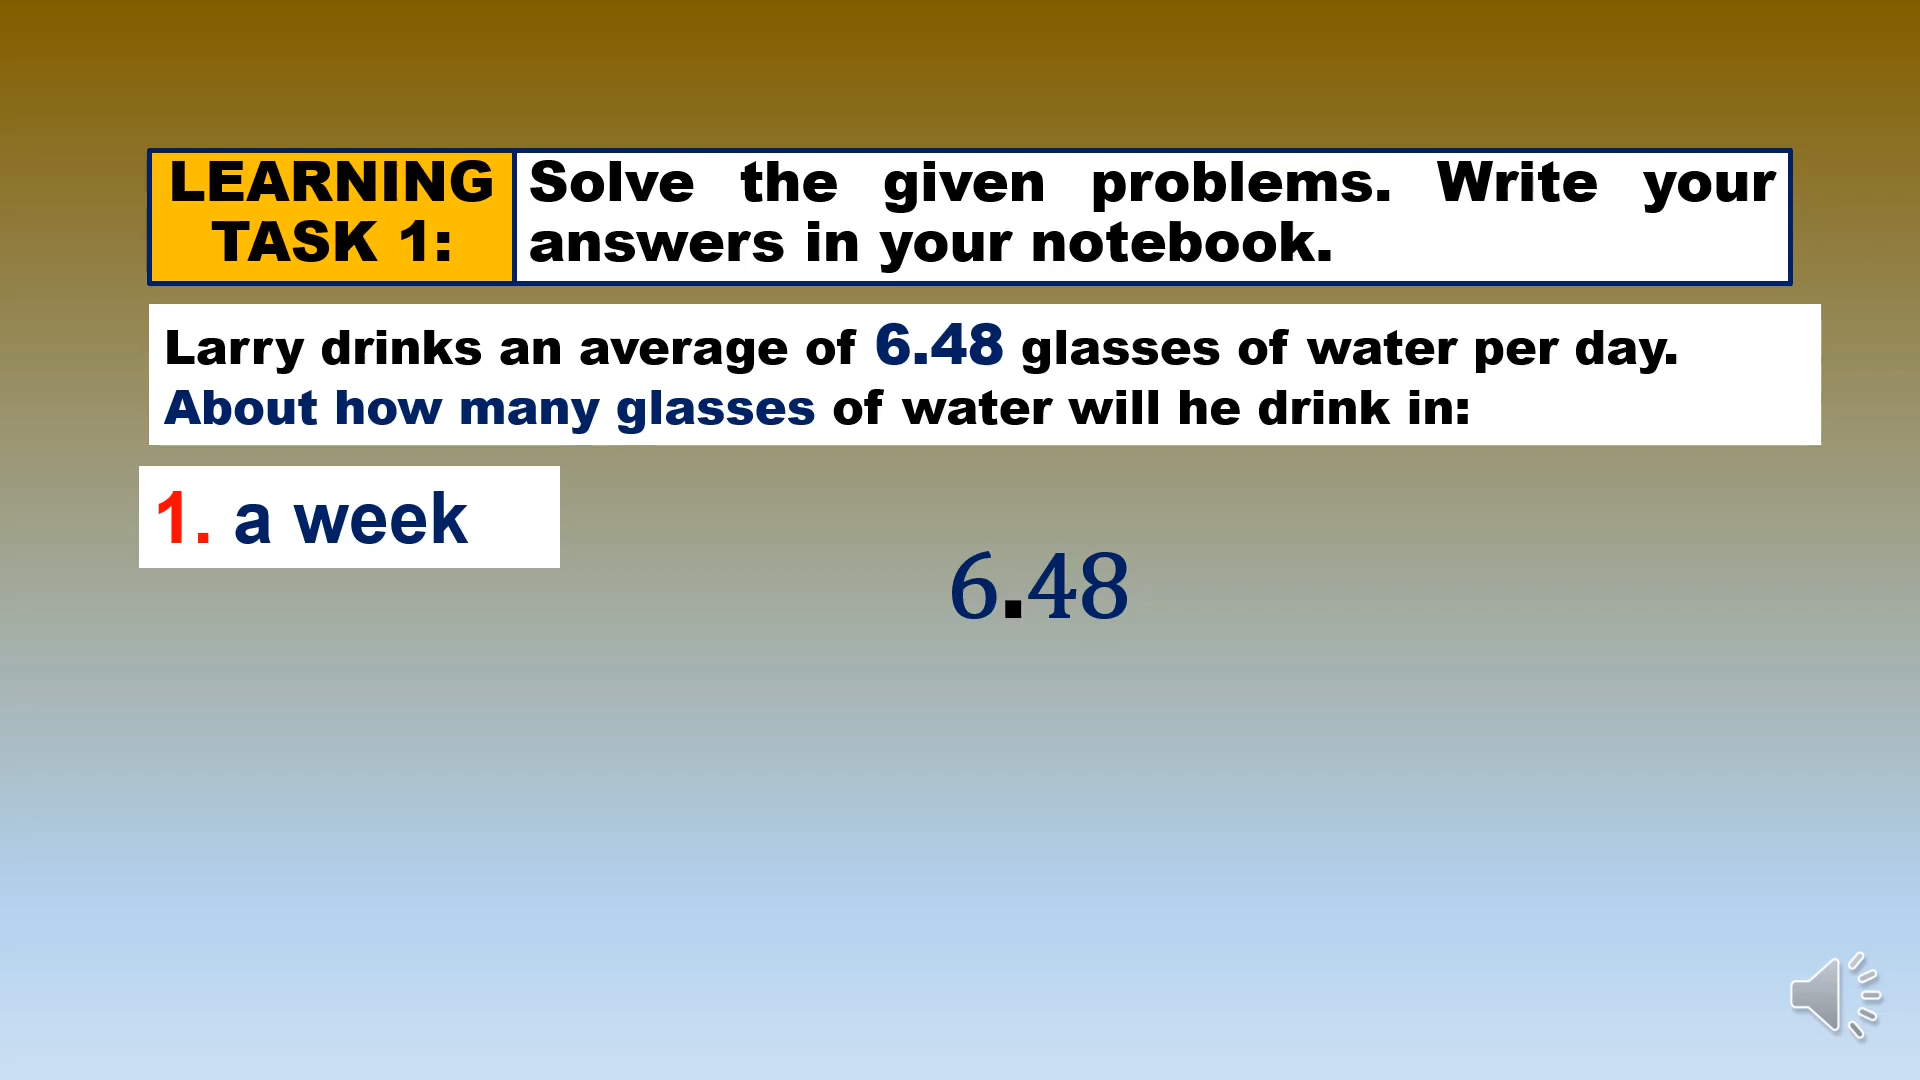 LEARNING
TASK 1:
Solve the given problems. Write your
answers in your notebook.
Larry drinks an average of 6.48 glasses of water per day.
About how many glasses of water will he drink in:
1. a week
6.48